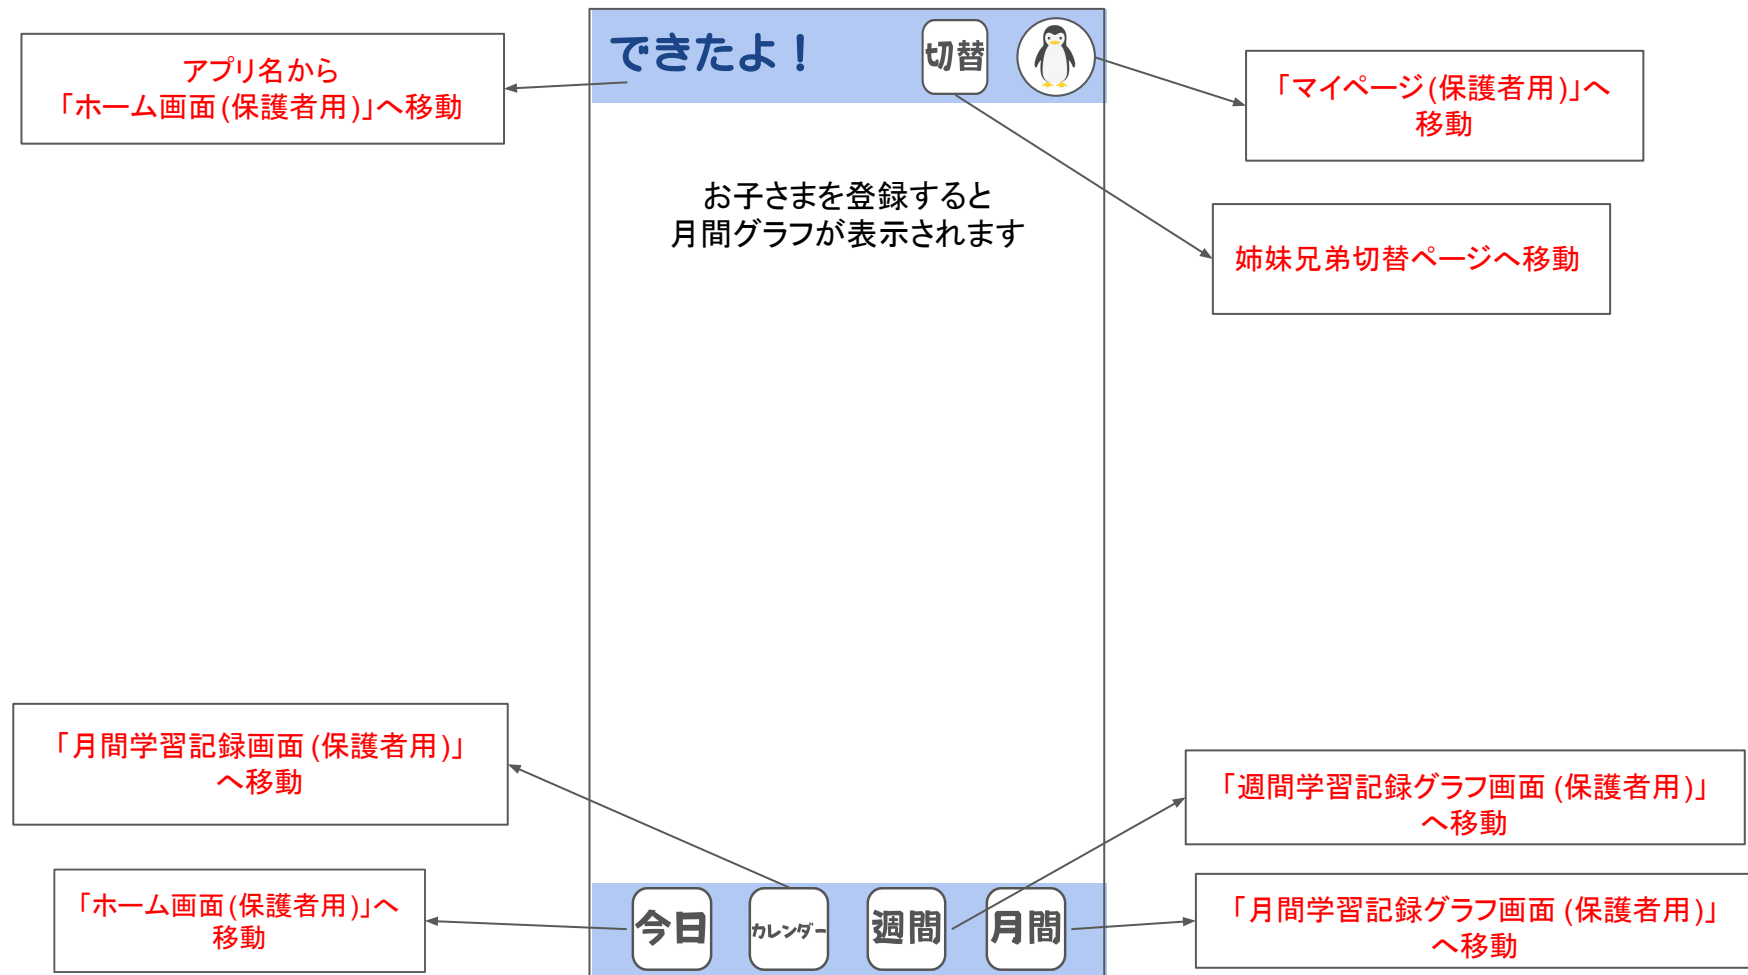 できたよ！
切替
アプリ名から
「ホーム画面(保護者用)」へ移動
「マイページ(保護者用)」へ
移動
お子さまを登録すると
月間グラフが表示されます
姉妹兄弟切替ページへ移動
「月間学習記録画面(保護者用)」
へ移動
「週間学習記録グラフ画面(保護者用)」
へ移動
「ホーム画面(保護者用)」へ
移動
今日
カレンダー
週間
月間
「月間学習記録グラフ画面(保護者用)」
へ移動